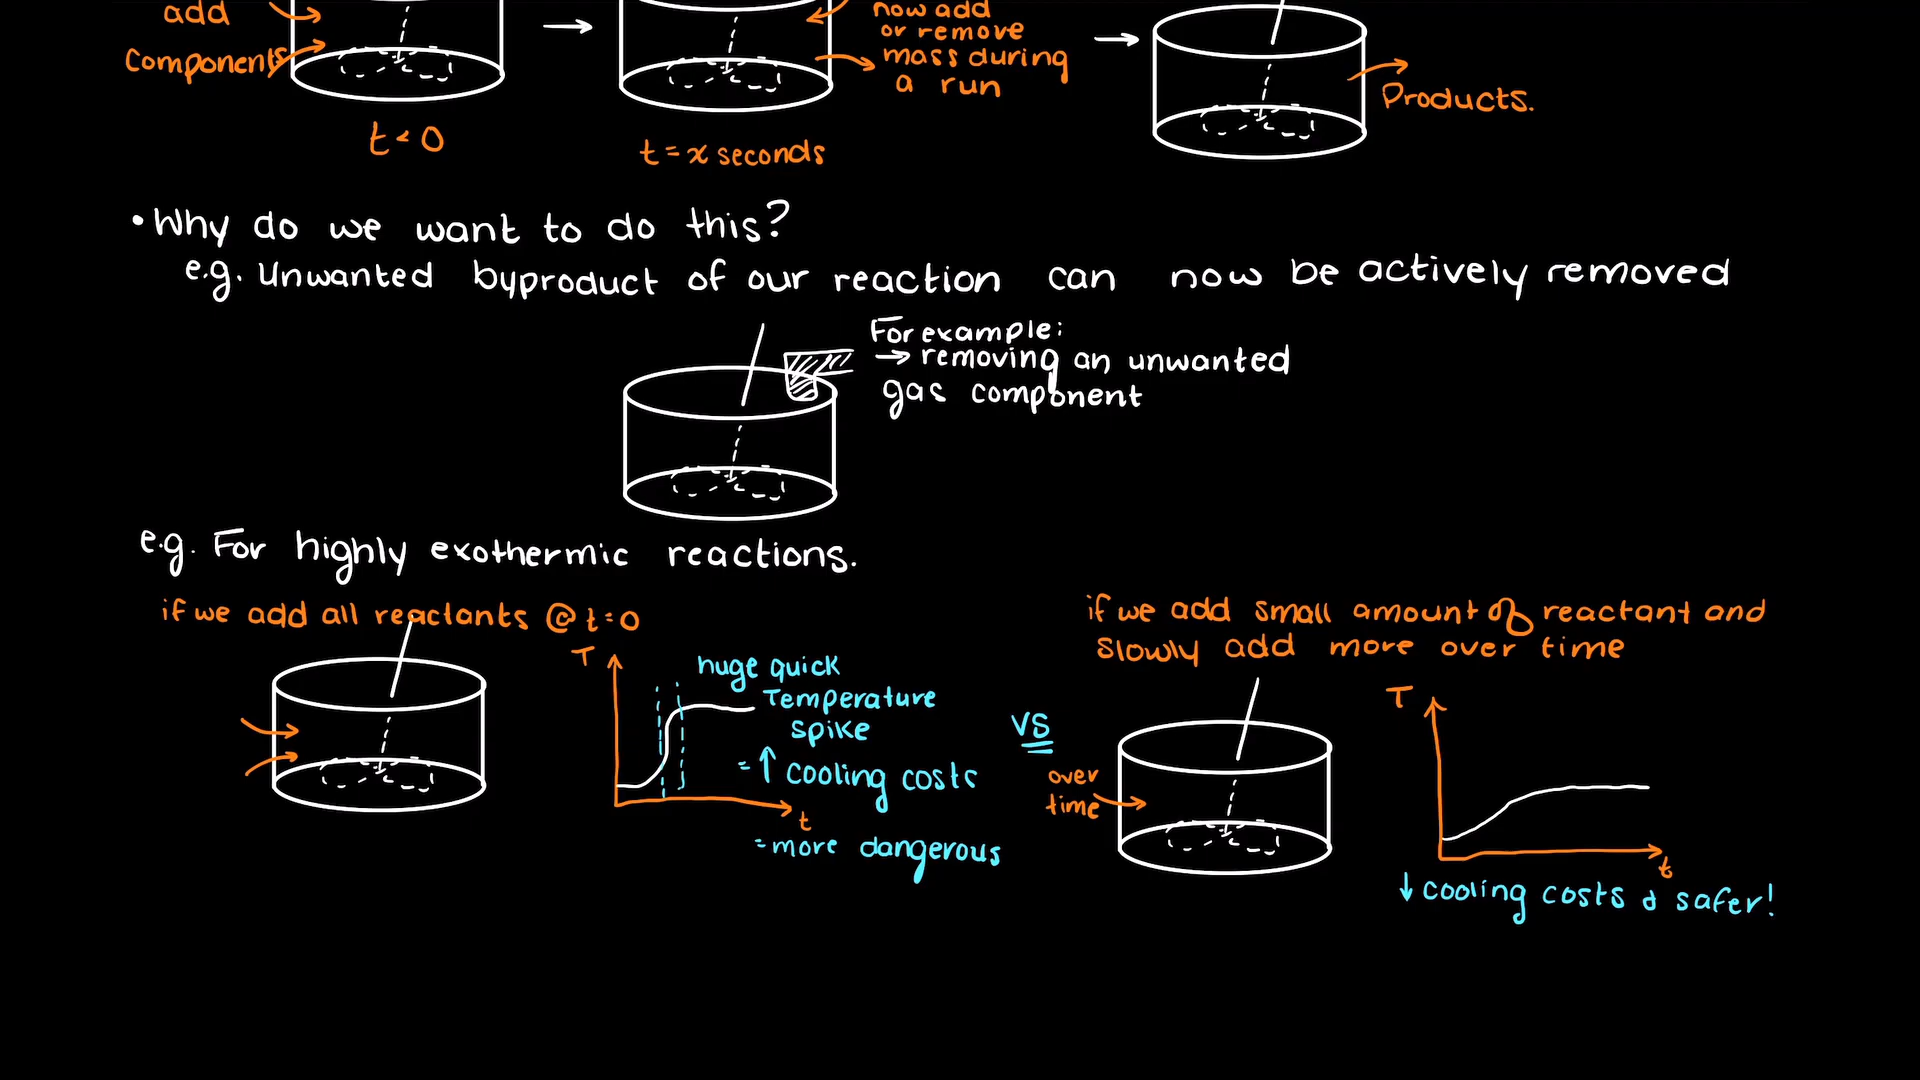 add
components
t < 0
now add
or remove
mass during
a run
t = x seconds
Products.
• Why do we want to do this?
e.g. Unwanted byproduct of our reaction can now be actively removed
For example:
→ removing an unwanted
gas component
e.g. For highly exothermic reactions.
if we add all reactants @ t=0
T
huge quick
Temperature
spike
= ↑ cooling costs
t
= more dangerous
VS
if we add small amount of reactant and
slowly add more over time
over
time
T
t
↓ cooling costs & safer!